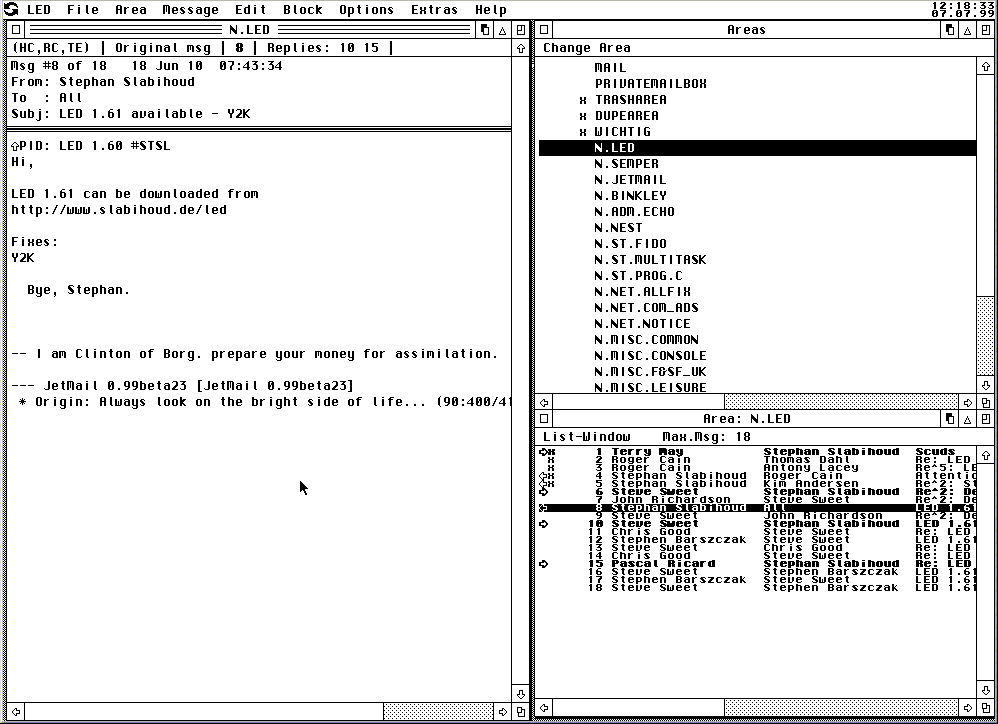 LED File Area Message Edit Block Options Extras Help
12:18:33
07.07.99
N.LED
(HC,RC,TE) | Original msg | 8 | Replies: 10 15 |
Msg #8 of 18 18 Jun 10 07:43:34
From: Stephan Slabihoud
To : All
Subj: LED 1.61 available - Y2K
PID: LED 1.60 #STSL
Hi,
LED 1.61 can be downloaded from
http://www.slabihoud.de/led
Fixes:
Y2K
Bye, Stephan.
-- I am Clinton of Borg. prepare your money for assimilation.
--- JetMail 0.99beta23 [JetMail 0.99beta23]
* Origin: Always look on the bright side of life... (90:400/41
Areas
Change Area
MAIL
PRIVATEMAILBOX
x TRASHAREA
x DUPEAREA
x WICHTIG
N.LED
N.SEMPER
N.JETMAIL
N.BINKLEY
N.ADM.ECHO
N.NEST
N.ST.FIDO
N.ST.MULTITASK
N.ST.PROG.C
N.NET.ALLFIX
N.NET.COM_ADS
N.NET.NOTICE
N.MISC.COMMON
N.MISC.CONSOLE
N.MISC.F&SF_UK
N.MISC.LEISURE
Area: N.LED
List-Window Max.Msg: 18
x 1 Terry May Stephan Slabihoud Scuds
x 2 Roger Cain Thomas Dahl Re: LED
x 3 Roger Cain Antony Lacey Re^5: LE
x 4 Stephan Slabihoud Roger Cain Attentio
x 5 Stephan Slabihoud Kim Andersen Re^2: St
6 Steve Sweet Stephan Slabihoud Re^2: De
7 John Richardson Steve Sweet Re^2: De
8 Stephan Slabihoud All LED 1.61
9 Steve Sweet John Richardson Re^2: De
10 Steve Sweet Stephan Slabihoud LED 1.61
11 Chris Good Steve Sweet Re: LED
12 Stephen Barszczak Steve Sweet LED 1.61
13 Steve Sweet Chris Good Re: LED
14 Chris Good Steve Sweet Re: LED
15 Pascal Ricard Stephan Slabihoud Re: LED
16 Steve Sweet Stephen Barszczak LED 1.61
17 Stephen Barszczak Steve Sweet LED 1.61
18 Steve Sweet Stephen Barszczak LED 1.61